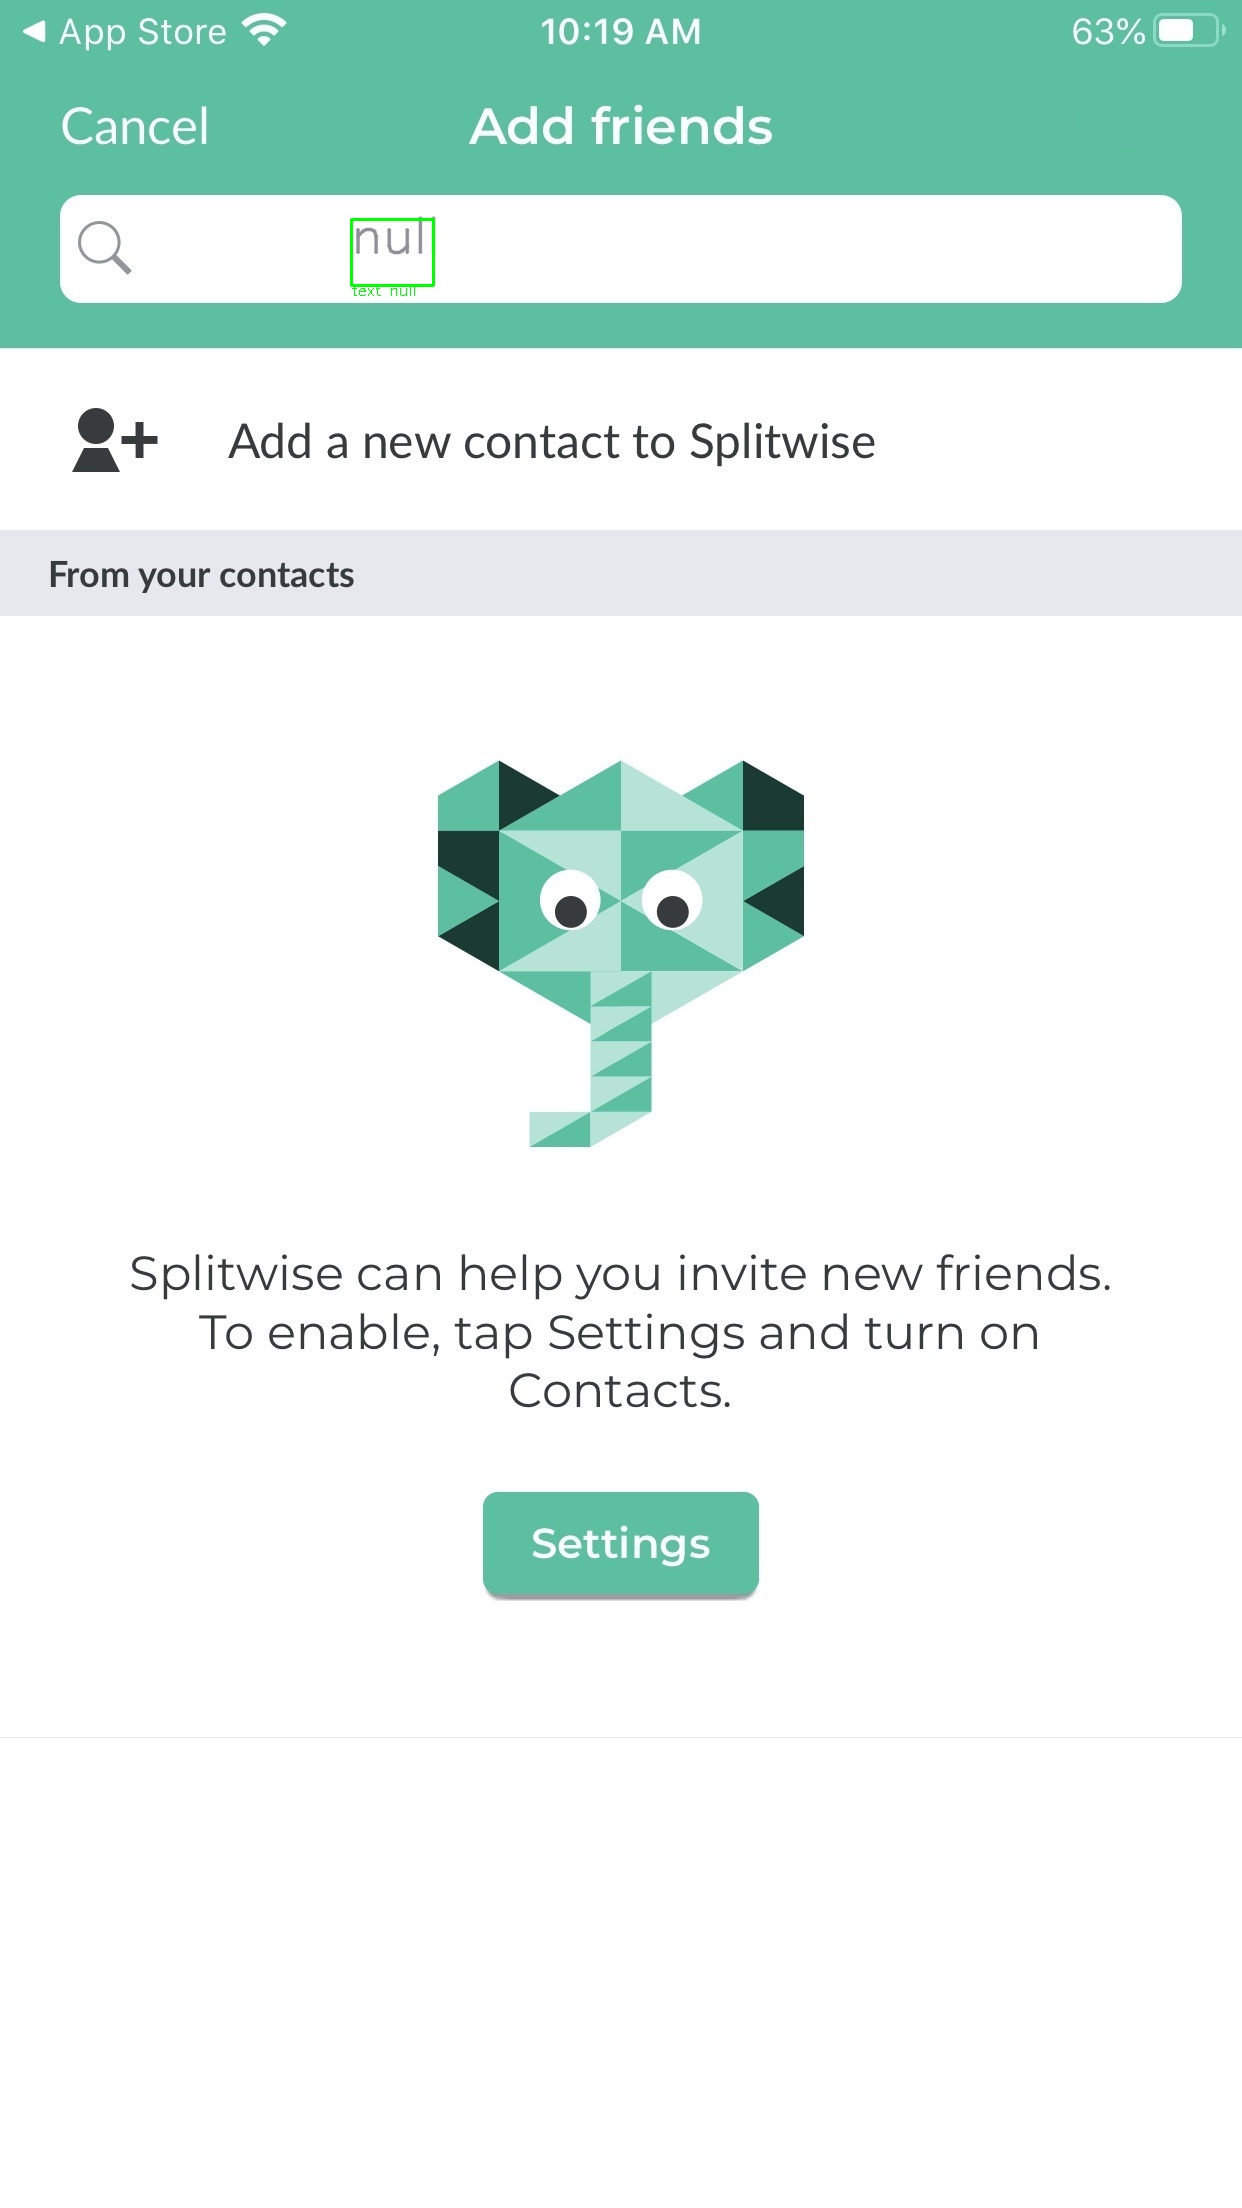 App Store
10:19 AM
63%
Cancel
Add friends
null
text null
Add a new contact to Splitwise
From your contacts
Splitwise can help you invite new friends.
To enable, tap Settings and turn on
Contacts.
Settings